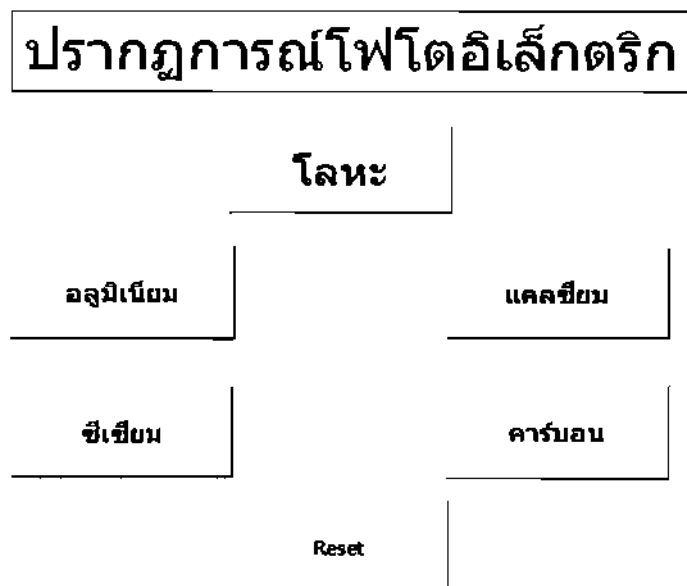 ปรากฏการณ์โฟโตอิเล็กตริก
โลหะ
อลูมิเนียม
แคลเซียม
ซีเซียม
คาร์บอน
Reset